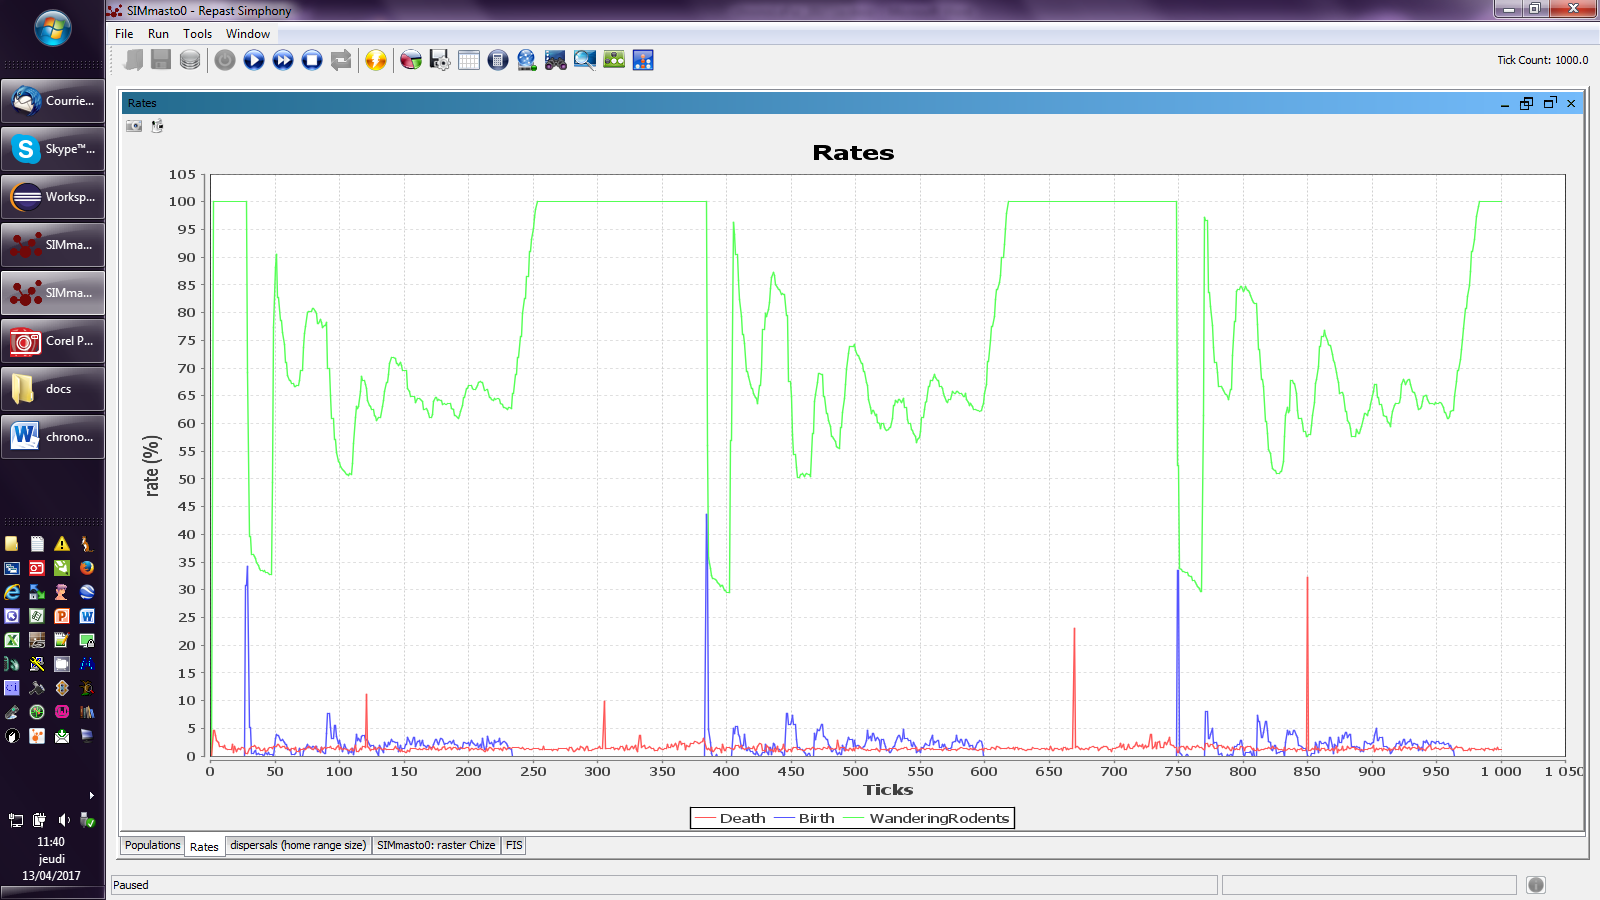 SIMmasto0 - Repast Simphony
File Run Tools Window
Tick Count: 1000.0
Courrie...
Skype™...
Worksp...
SIMma...
SIMma...
Corel P...
docs
chrono...
11:40
jeudi
13/04/2017
Rates
Rates
105
100
95
90
85
80
75
70
65
60
55
50
45
40
35
30
25
20
15
10
5
0
rate (%)
0 50 100 150 200 250 300 350 400 450 500 550 600 650 700 750 800 850 900 950 1 000 1 050
Ticks
Death Birth WanderingRodents
Populations Rates dispersals (home range size) SIMmasto0: raster Chize FIS
Paused